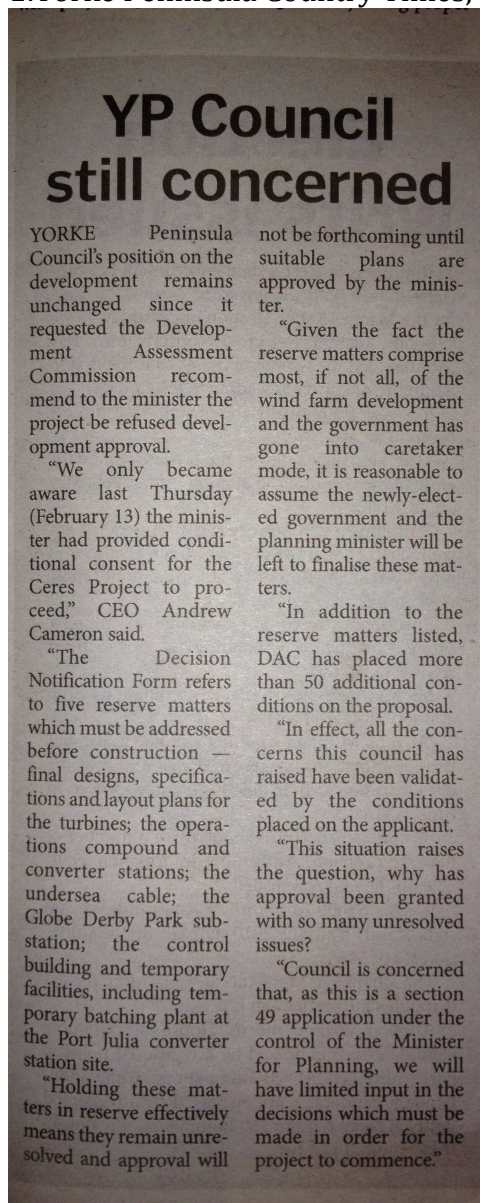 YP Council
still concerned
YORKE Peninsula
Council's position on the
development remains
unchanged since it
requested the Develop-
ment Assessment
Commission recom-
mend to the minister the
project be refused devel-
opment approval.
"We only became
aware last Thursday
(February 13) the minis-
ter had provided condi-
tional consent for the
Ceres Project to pro-
ceed," CEO Andrew
Cameron said.
"The Decision
Notification Form refers
to five reserve matters
which must be addressed
before construction —
final designs, specifica-
tions and layout plans for
the turbines; the opera-
tions compound and
converter stations; the
undersea cable; the
Globe Derby Park sub-
station; the control
building and temporary
facilities, including tem-
porary batching plant at
the Port Julia converter
station site.
"Holding these mat-
ters in reserve effectively
means they remain unre-
solved and approval will
not be forthcoming until
suitable plans are
approved by the minis-
ter.
"Given the fact the
reserve matters comprise
most, if not all, of the
wind farm development
and the government has
gone into caretaker
mode, it is reasonable to
assume the newly-elect-
ed government and the
planning minister will be
left to finalise these mat-
ters.
"In addition to the
reserve matters listed,
DAC has placed more
than 50 additional con-
ditions on the proposal.
"In effect, all the con-
cerns this council has
raised have been validat-
ed by the conditions
placed on the applicant.
"This situation raises
the question, why has
approval been granted
with so many unresolved
issues?
"Council is concerned
that, as this is a section
49 application under the
control of the Minister
for Planning, we will
have limited input in the
decisions which must be
made in order for the
project to commence."